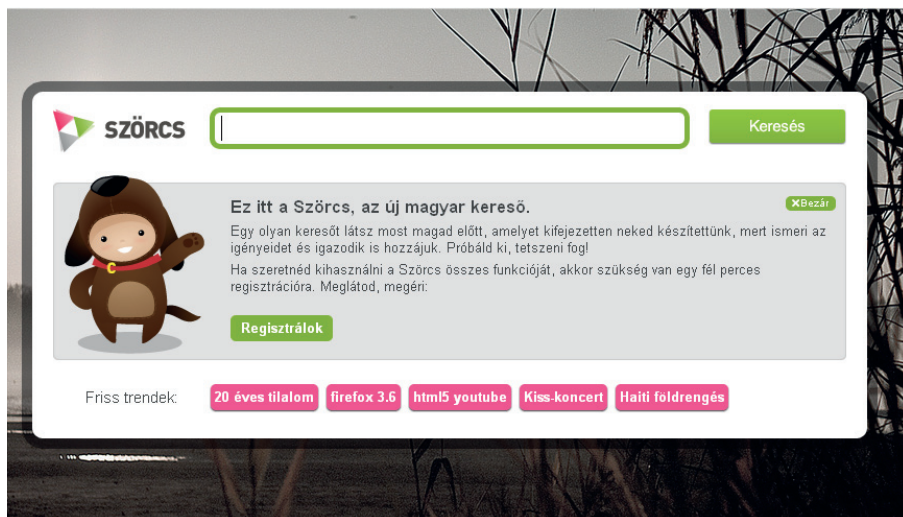 SZÖRCS
Keresés
Ez itt a Szörcs, az új magyar kereső.
Bezár
Egy olyan keresőt látsz most magad előtt, amelyet kifejezetten neked készítettünk, mert ismeri az
igényeidet és igazodik is hozzájuk. Próbáld ki, tetszeni fog!
Ha szeretnéd kihasználni a Szörcs összes funkcióját, akkor szükség van egy fél perces
regisztrációra. Meglátod, megéri:
Regisztrálok
Friss trendek: 20 éves tilalom firefox 3.6 html5 youtube Kiss-koncert Haiti földrengés